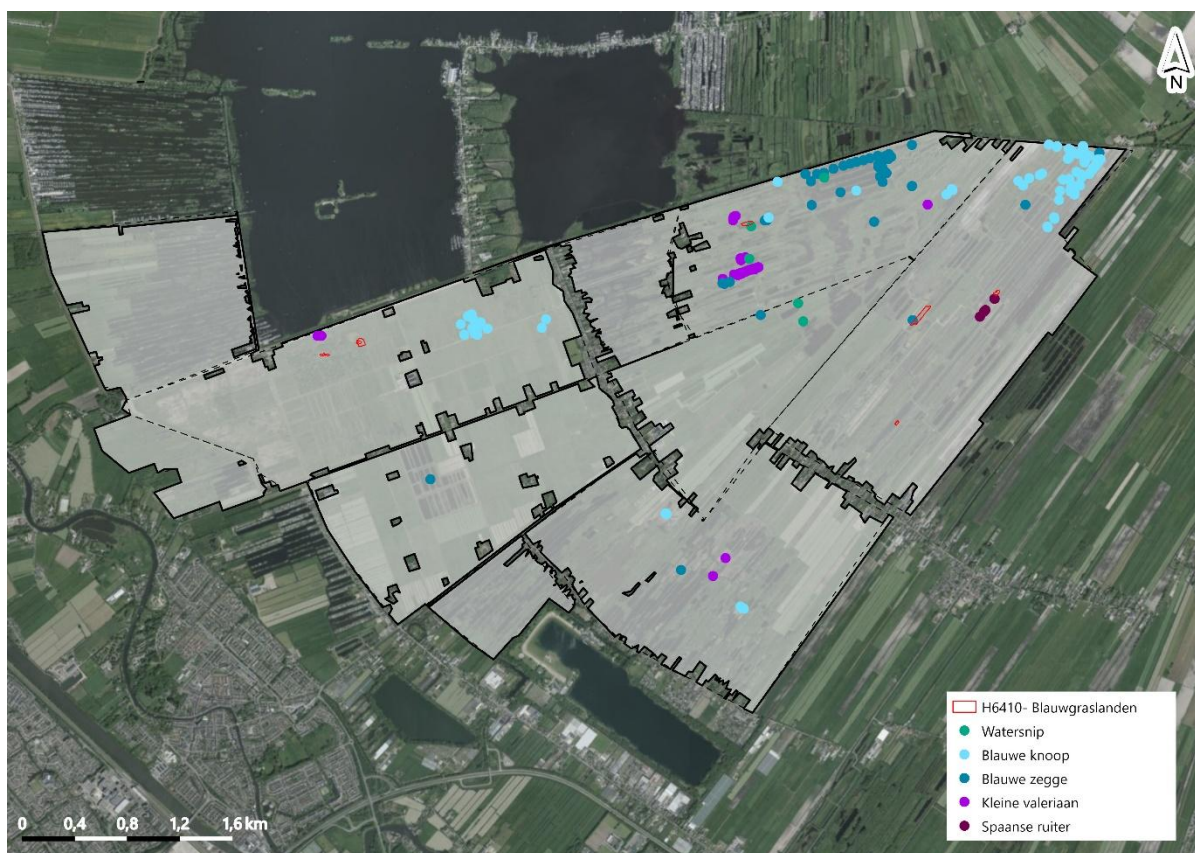 N
H6410- Blauwgraslanden
Watersnip
Blauwe knoop
Blauwe zegge
Kleine valeriaan
Spaanse ruiter
0 0,4 0,8 1,2 1,6 km